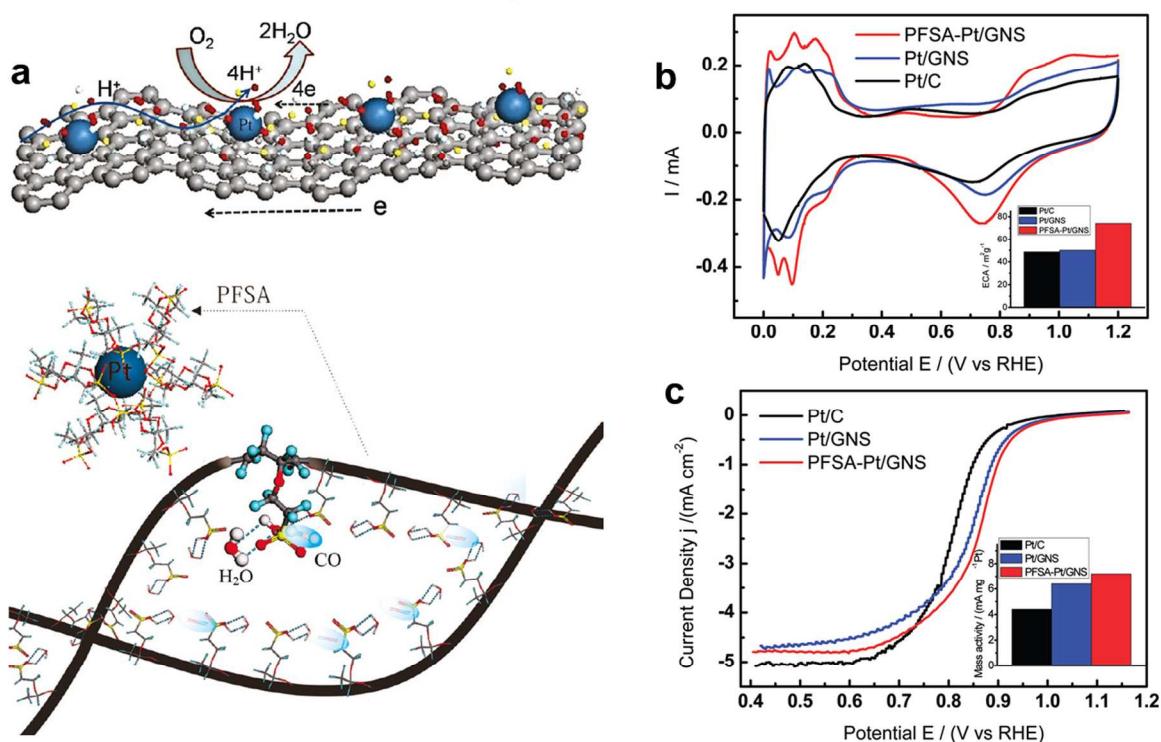 a
O2
2H2O
H+
4H+
4e
Pt
e
PFSA
Pt
H2O
CO
b
PFSA-Pt/GNS
Pt/GNS
Pt/C
I / mA
0.2
0.0
-0.2
-0.4
0.0
0.2
0.4
0.6
0.8
1.0
1.2
Potential E / (V vs RHE)
Pt/C
Pt/GNS
PFSA-Pt/GNS
ECA / m2g-1
80
60
40
20
0
c
Pt/C
Pt/GNS
PFSA-Pt/GNS
Current Density j /(mA cm-2)
0
-1
-2
-3
-4
-5
0.4
0.5
0.6
0.7
0.8
0.9
1.0
1.1
1.2
Potential E / (V vs RHE)
Pt/C
Pt/GNS
PFSA-Pt/GNS
Mass activity / (mA mg-1Pt)
8
6
4
2
0